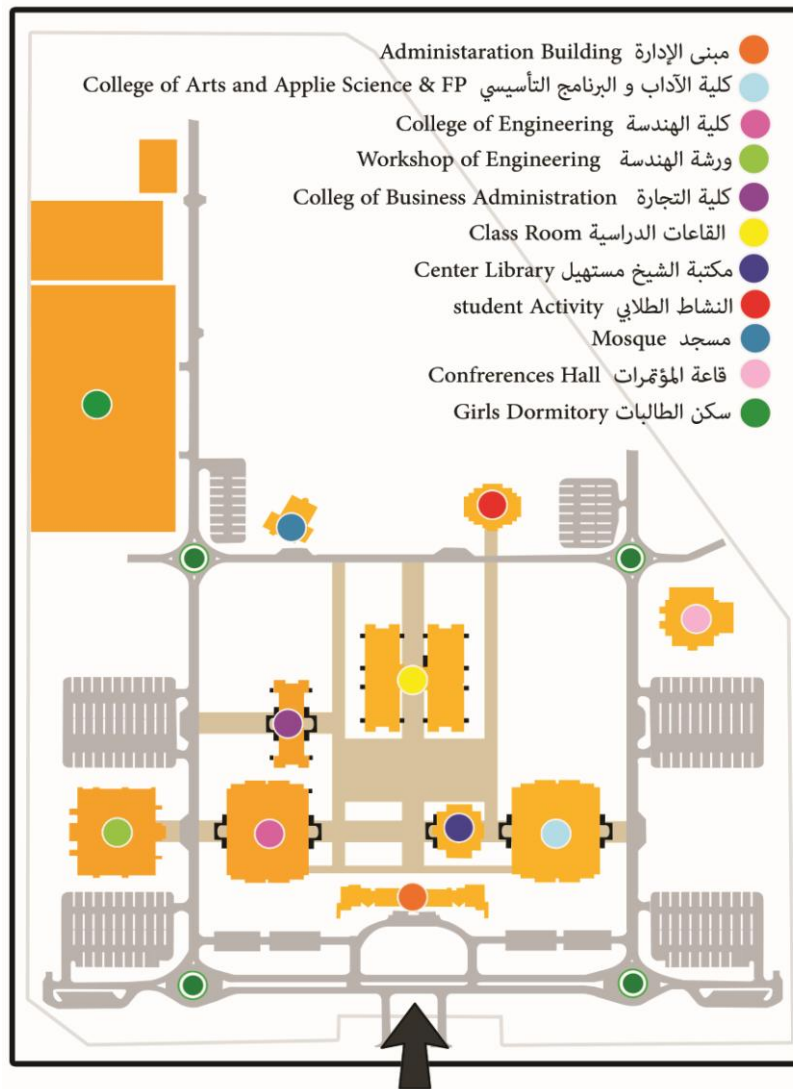 Administaration Building مبنى الإدارة
College of Arts and Applie Science & FP كلية الآداب و البرنامج التأسيسي
College of Engineering كلية الهندسة
Workshop of Engineering ورشة الهندسة
Colleg of Business Administration كلية التجارة
Class Room القاعات الدراسية
Center Library مكتبة الشيخ مستهيل
student Activity النشاط الطلابي
Mosque مسجد
Confrerences Hall قاعة المؤتمرات
Girls Dormitory سكن الطالبات